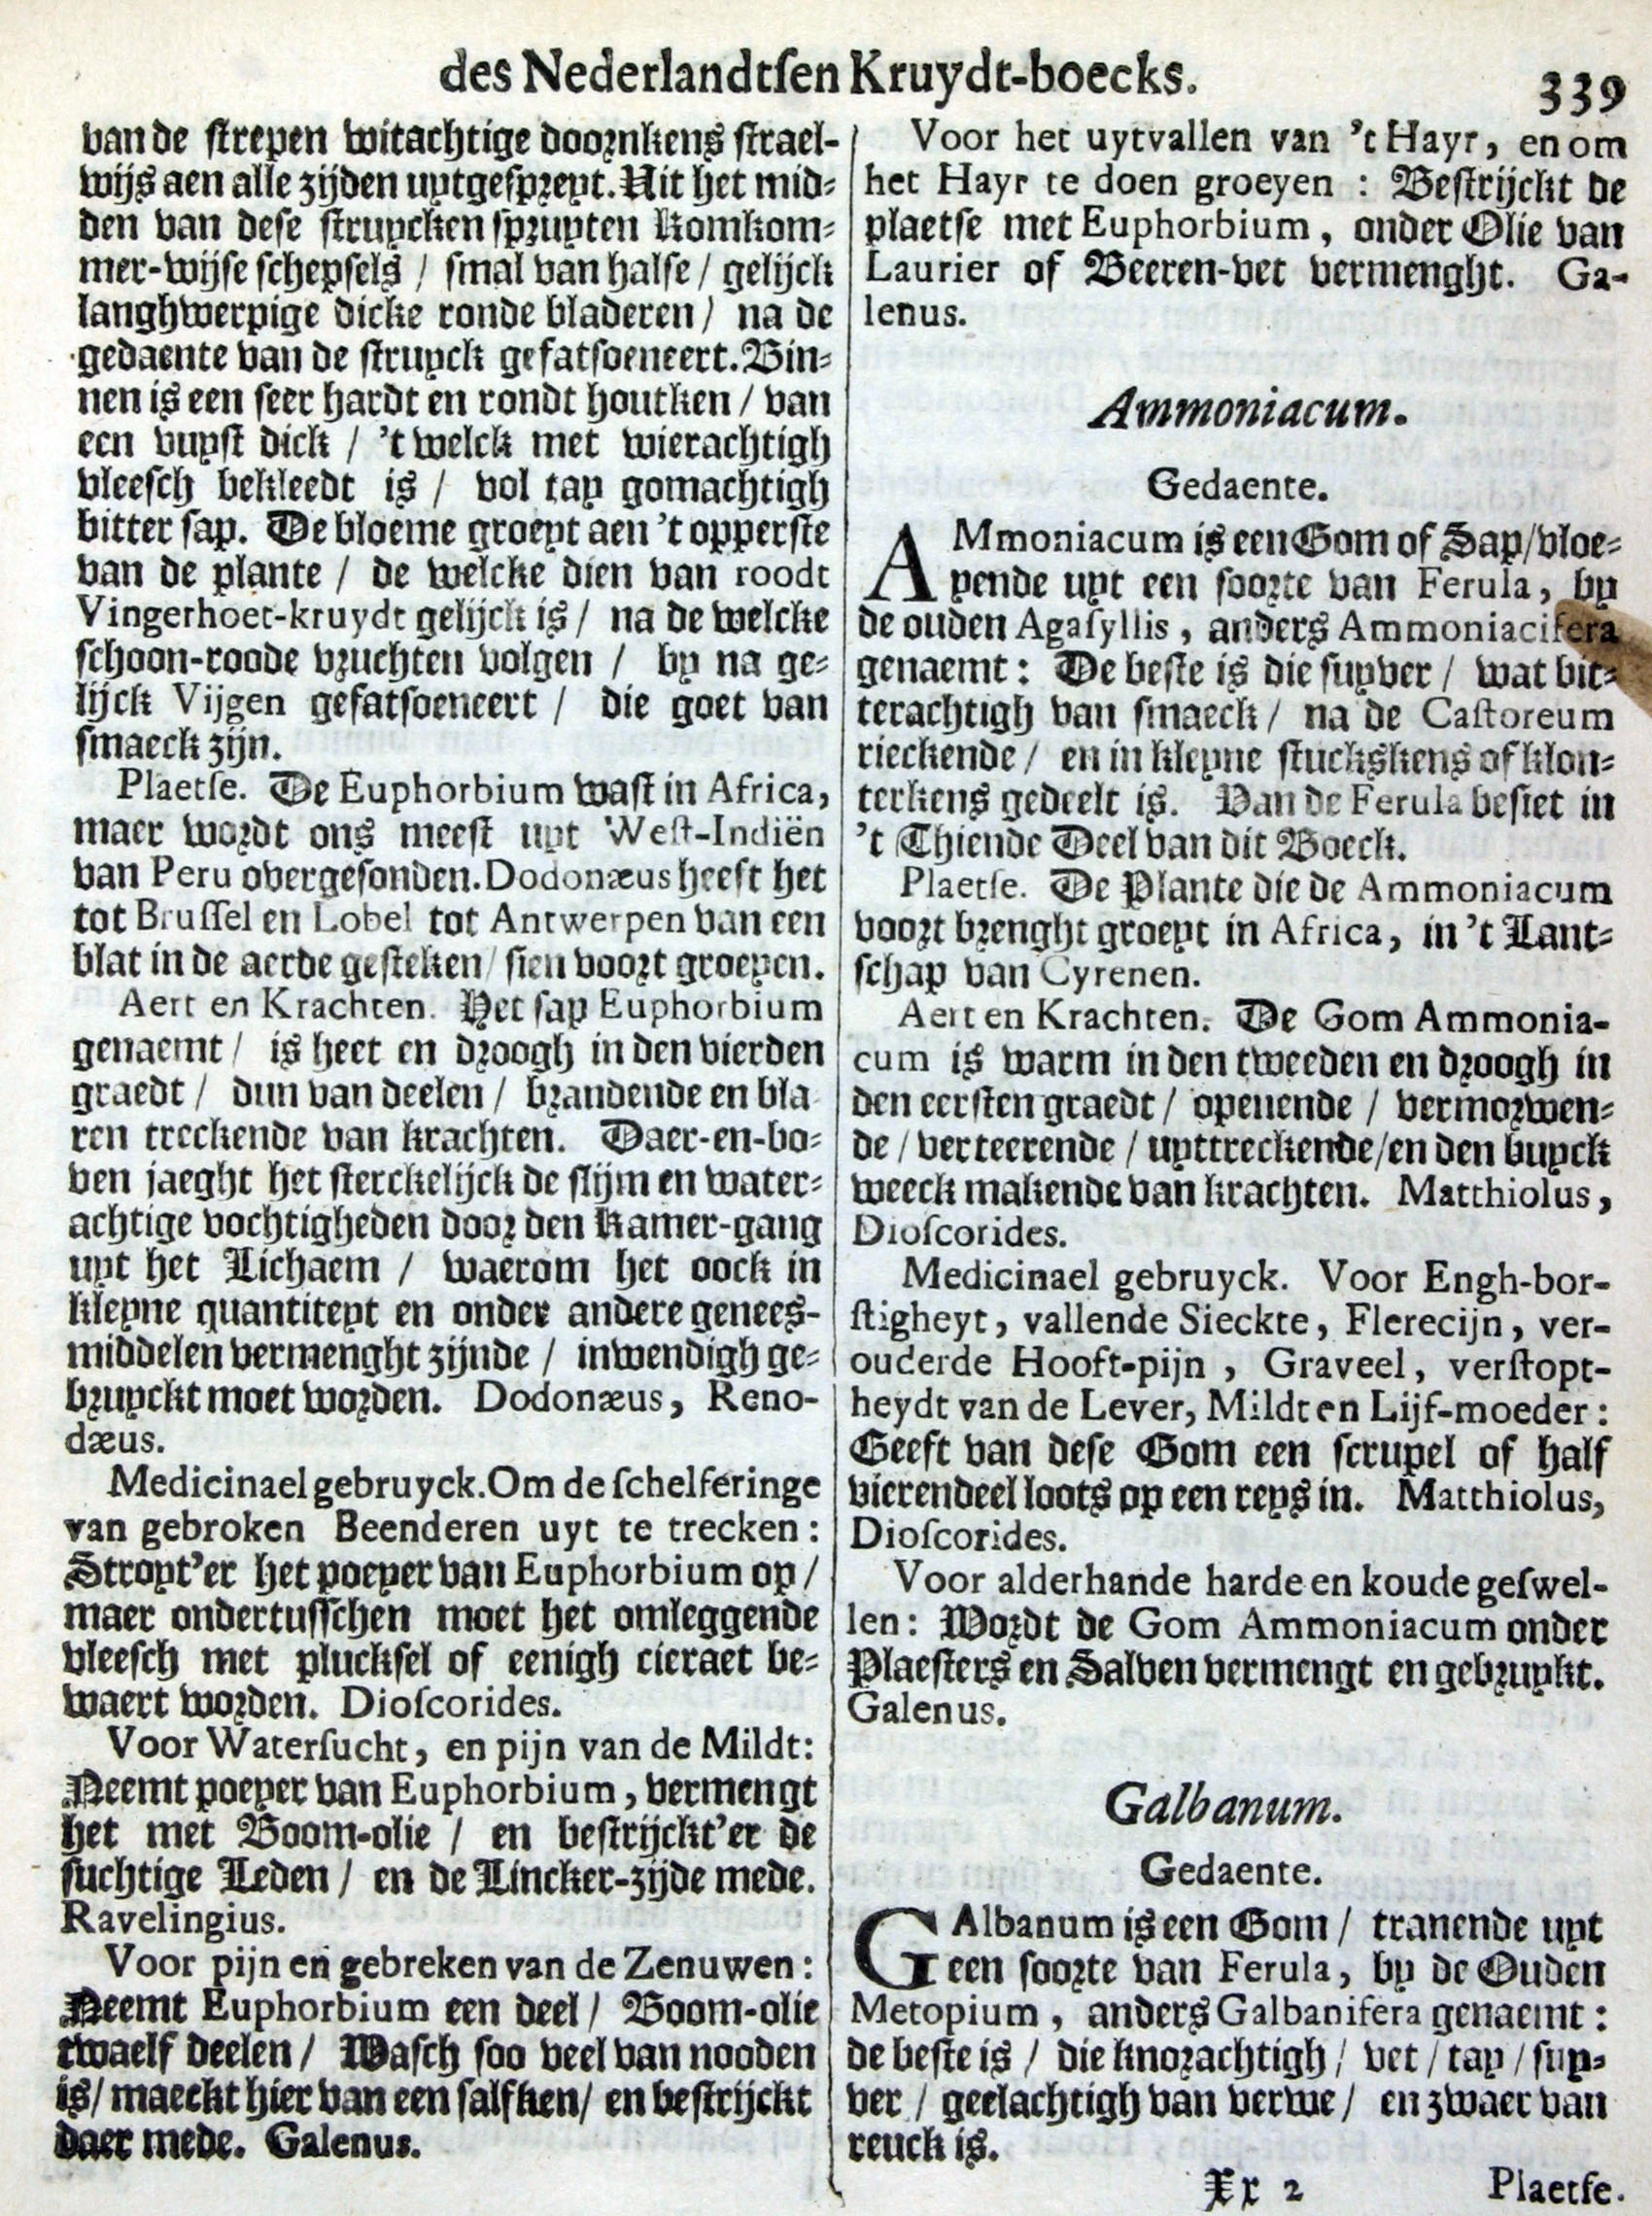 des Nederlandtſen Kruydt-boecks.
339
van de ſtrepen witachtige doornkens ſtrael-
wijs aen alle zijden uytgeſpreyt. Uit het mid-
den van deſe ſtruycken ſpruyten Komkom-
mer-wijſe ſchepſels / ſmal van halſe / gelijck
langhwerpige dicke ronde bladeren / na de
gedaente van de ſtruyck gefatſoeneert. Bin-
nen is een ſeer hardt en rondt houtken / van
een vuyſt dick / 't welck met wierachtigh
vleeſch bekleedt is / vol tay gomachtigh
bitter ſap. De bloeme groeyt aen 't opperſte
van de plante / de welcke dien van roodt
Vingerhoet-kruydt gelijck is / na de welcke
ſchoon-roode vruchten volgen / by na ge-
lijck Vijgen gefatſoeneert / die goet van
ſmaeck zijn.
Plaetſe. De Euphorbium waſt in Africa,
maer wordt ons meeſt uyt Weſt-Indiën
van Peru overgeſonden. Dodonæus heeft het
tot Bruſſel en Lobel tot Antwerpen van een
blat in de aerde geſteken / ſien voort groeyen.
Aert en Krachten. Het ſap Euphorbium
genaemt / is heet en droogh in den vierden
graedt / dun van deelen / brandende en bla
ren treckende van krachten. Daer-en-bo-
ven jaeght het ſterckelijck de ſlijm en water-
achtige vochtigheden door den Kamer-gang
uyt het Lichaem / waerom het oock in
kleyne quantiteyt en onder andere genees-
middelen vermenght zijnde / inwendigh ge-
bruyckt moet worden. Dodonæus, Reno-
dæus.
Medicinael gebruyck. Om de ſchelferinge
van gebroken Beenderen uyt te trecken:
Stroyt'er het poeyer van Euphorbium op /
maer ondertuſſchen moet het omleggende
vleeſch met pluckſel of eenigh cieraet be-
waert worden. Dioſcorides.
Voor Waterſucht, en pijn van de Mildt:
Neemt poeyer van Euphorbium, vermengt
het met Boom-olie / en beſtrijckt'er de
ſuchtige Leden / en de Lincker-zijde mede.
Ravelingius.
Voor pijn en gebreken van de Zenuwen:
Neemt Euphorbium een deel / Boom-olie
twaelf deelen / Waſch ſoo veel van nooden
is / maeckt hier van een ſalfken / en beſtrijckt
daer mede. Galenus.
Voor het uytvallen van 't Hayr, en om
het Hayr te doen groeyen : Beſtrijckt de
plaetſe met Euphorbium, onder Olie van
Laurier of Beeren-vet vermenght. Ga-
lenus.
Ammoniacum.
Gedaente.
AMmoniacum is een Gom of Sap / vloe-
yende uyt een ſoorte van Ferula, by
de ouden Agaſyllis, anders Ammoniacifera
genaemt: De beſte is die ſuyver / wat bit-
terachtigh van ſmaeck / na de Caſtoreum
rieckende / en in kleyne ſtuckskens of klon-
terkens gedeelt is. Van de Ferula beſiet in
't Thiende Deel van dit Boeck.
Plaetſe. De Plante die de Ammoniacum
voort brenght groeyt in Africa, in 't Lant-
ſchap van Cyrenen.
Aert en Krachten. De Gom Ammonia-
cum is warm in den tweeden en droogh in
den eerſten graedt / openende / vermorwen-
de / verteerende / uyttreckende / en den buyck
weeck makende van krachten. Matthiolus,
Dioſcorides.
Medicinael gebruyck. Voor Engh-bor-
ſtigheyt, vallende Sieckte, Flerecijn, ver-
ouderde Hooft-pijn, Graveel, verſtopt-
heydt van de Lever, Mildt en Lijf-moeder:
Geeft van deſe Gom een ſcrupel of half
vierendeel loots op een reys in. Matthiolus,
Dioſcorides.
Voor alderhande harde en koude geſwel-
len: Wordt de Gom Ammoniacum onder
Plaeſters en Salven vermengt en gebruykt.
Galenus.
Galbanum.
Gedaente.
GAlbanum is een Gom / tranende uyt
een ſoorte van Ferula, by de Ouden
Metopium, anders Galbanifera genaemt:
de beſte is / die knorachtigh / vet / tay / ſuy-
ver / geelachtigh van verwe / en zwaer van
reuck is.
Xx 2
Plaetſe.